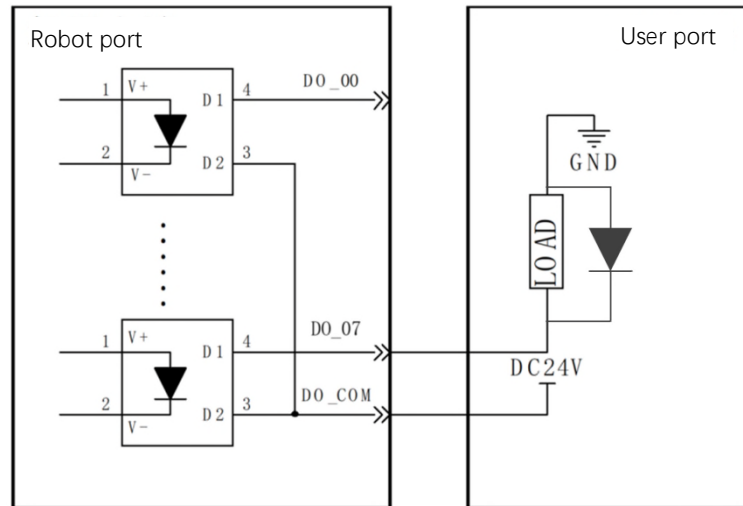 Robot port
User port
DO_00
1
V+
D1
4
2
V-
D2
3
GND
LOAD
DO_07
1
V+
D1
4
DC24V
DO_COM
2
V-
D2
3